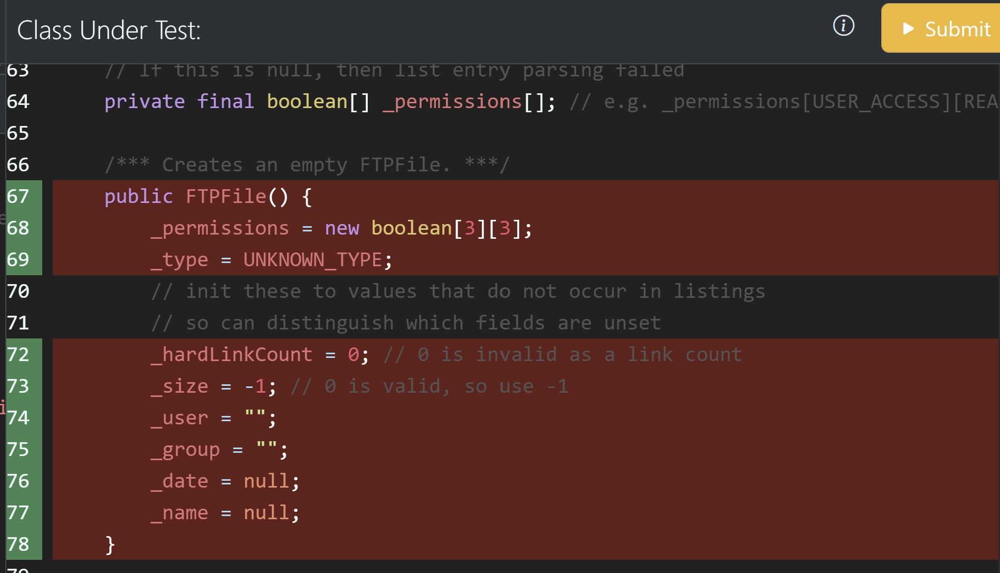 Class Under Test:
i
Submit
63 // If this is null, then list entry parsing failed
64 private final boolean[] _permissions[]; // e.g. _permissions[USER_ACCESS][REA
65
66 /*** Creates an empty FTPFile. ***/
67 public FTPFile() {
68 _permissions = new boolean[3][3];
69 _type = UNKNOWN_TYPE;
70 // init these to values that do not occur in listings
71 // so can distinguish which fields are unset
72 _hardLinkCount = 0; // 0 is invalid as a link count
73 _size = -1; // 0 is valid, so use -1
74 _user = "";
75 _group = "";
76 _date = null;
77 _name = null;
78 }
79